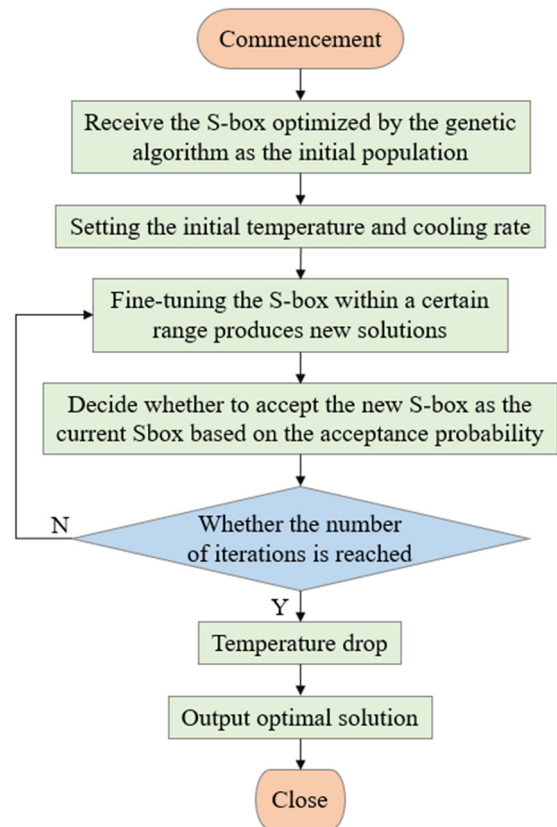 Commencement
Receive the S-box optimized by the genetic
algorithm as the initial population
Setting the initial temperature and cooling rate
Fine-tuning the S-box within a certain
range produces new solutions
Decide whether to accept the new S-box as the
current Sbox based on the acceptance probability
Whether the number
of iterations is reached
N
Y
Temperature drop
Output optimal solution
Close